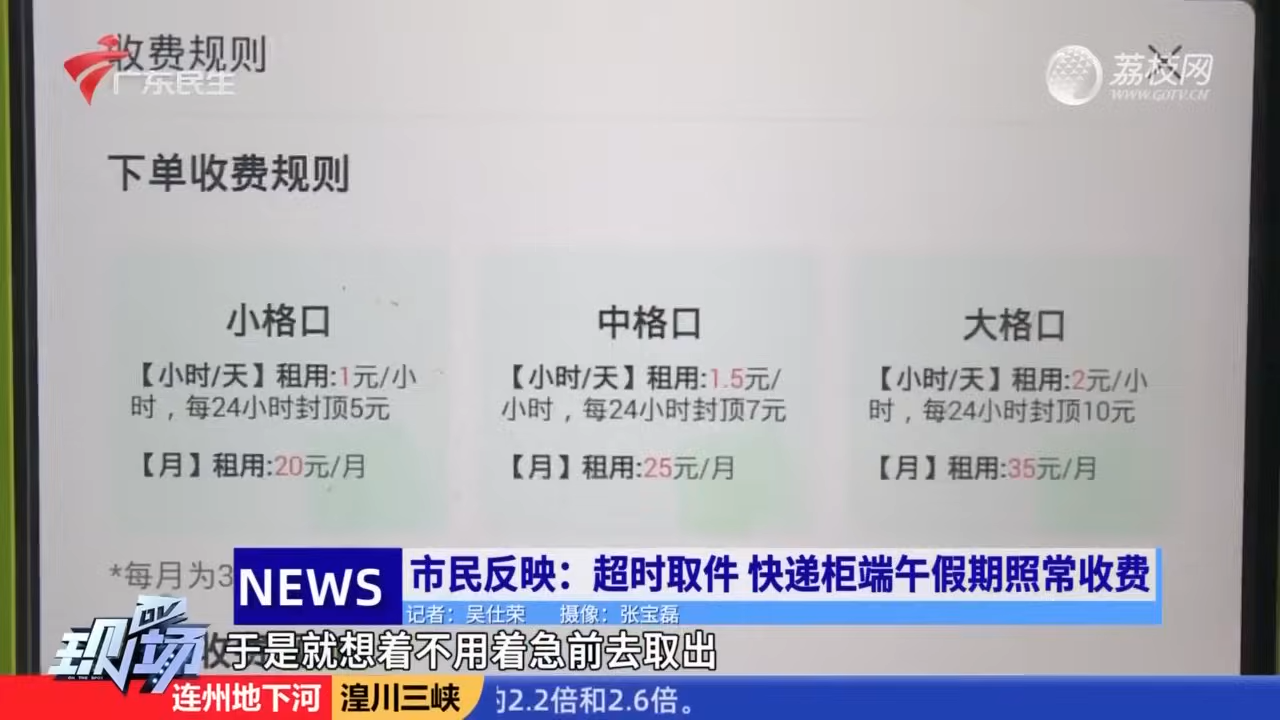 收费规则
广东民生
荔枝网
WWW.GDTV.CN
下单收费规则
小格口
【小时/天】租用:1元/小
时，每24小时封顶5元
【月】租用:20元/月
中格口
【小时/天】租用:1.5元/
小时，每24小时封顶7元
【月】租用:25元/月
大格口
【小时/天】租用:2元/小
时，每24小时封顶10元
【月】租用:35元/月
*每月为3
NEWS
市民反映：超时取件 快递柜端午假期照常收费
记者：吴仕荣 摄像：张宝磊
现场
于是就想着不用着急前去取出
连州地下河
湟川三峡
的2.2倍和2.6倍。